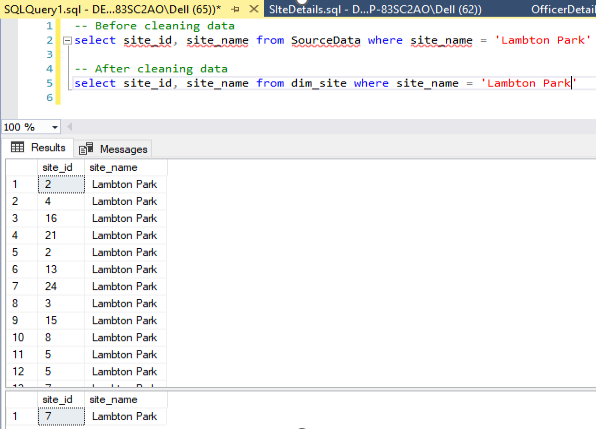 SQLQuery1.sql - DE...83SC2AO\Dell (65))* SIteDetails.sql - D...P-83SC2AO\Dell (62)) OfficerDetail
1 -- Before cleaning data
2 select site_id, site_name from SourceData where site_name = 'Lambton Park'
3
4 -- After cleaning data
5 select site_id, site_name from dim_site where site_name = 'Lambton Park'
6
100 %
Results Messages
site_id site_name
1 2 Lambton Park
2 4 Lambton Park
3 16 Lambton Park
4 21 Lambton Park
5 2 Lambton Park
6 13 Lambton Park
7 24 Lambton Park
8 3 Lambton Park
9 15 Lambton Park
10 8 Lambton Park
11 5 Lambton Park
12 5 Lambton Park
site_id site_name
1 7 Lambton Park